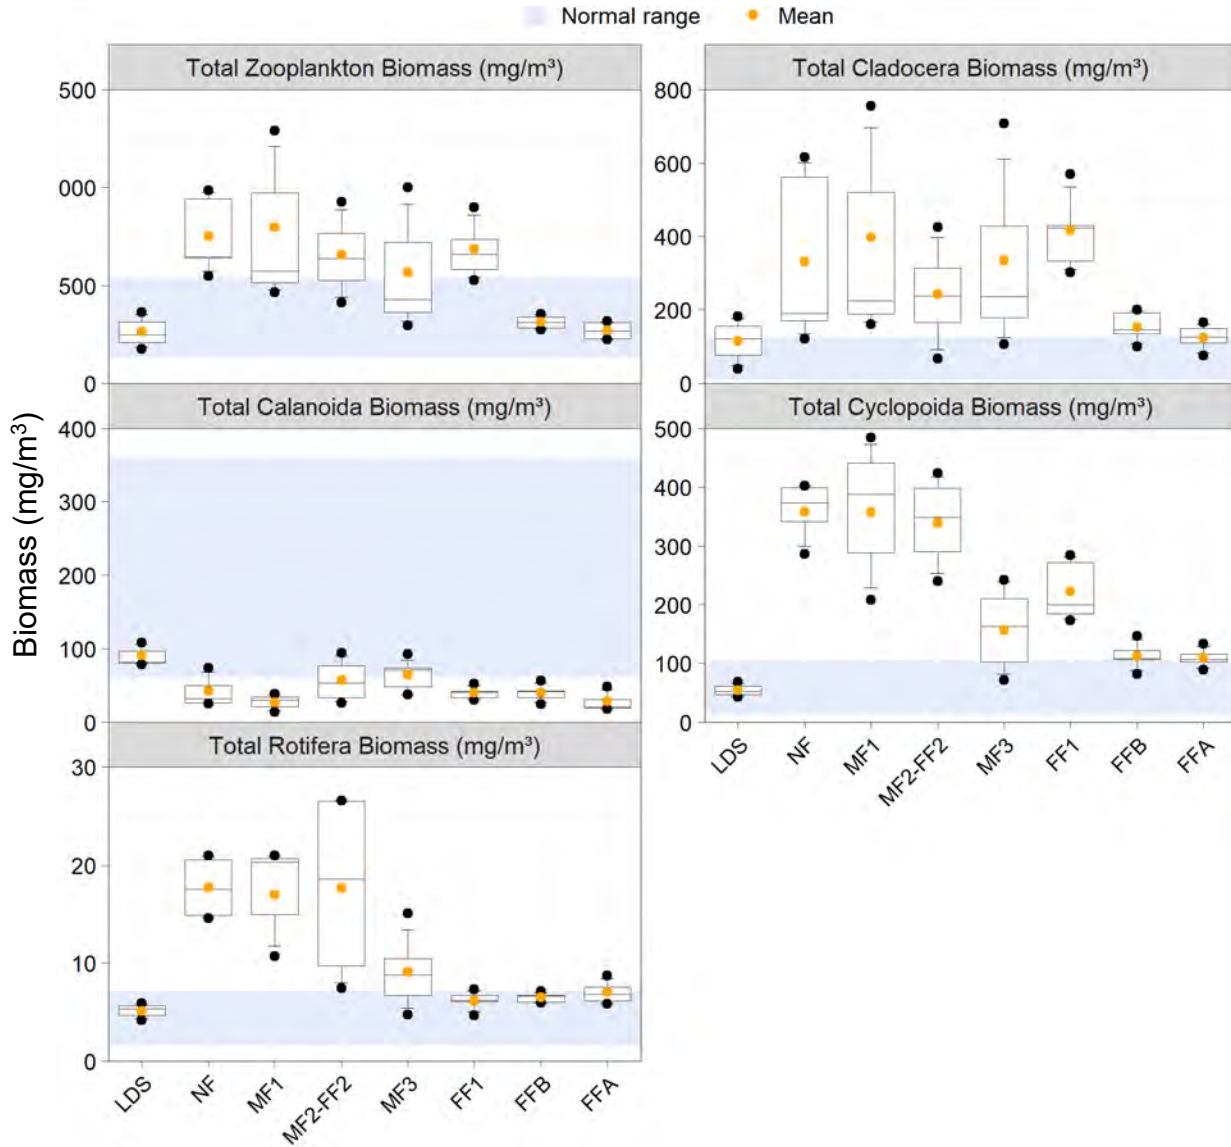 Normal range Mean
Total Zooplankton Biomass (mg/m³)
500
000
500
0
Total Cladocera Biomass (mg/m³)
800
600
400
200
0
Total Calanoida Biomass (mg/m³)
400
300
200
100
0
Total Cyclopoida Biomass (mg/m³)
500
400
300
200
100
0
LDS NF MF1 MF2-FF2 MF3 FF1 FFB FFA
Total Rotifera Biomass (mg/m³)
30
20
10
0
LDS NF MF1 MF2-FF2 MF3 FF1 FFB FFA
Biomass (mg/m³)